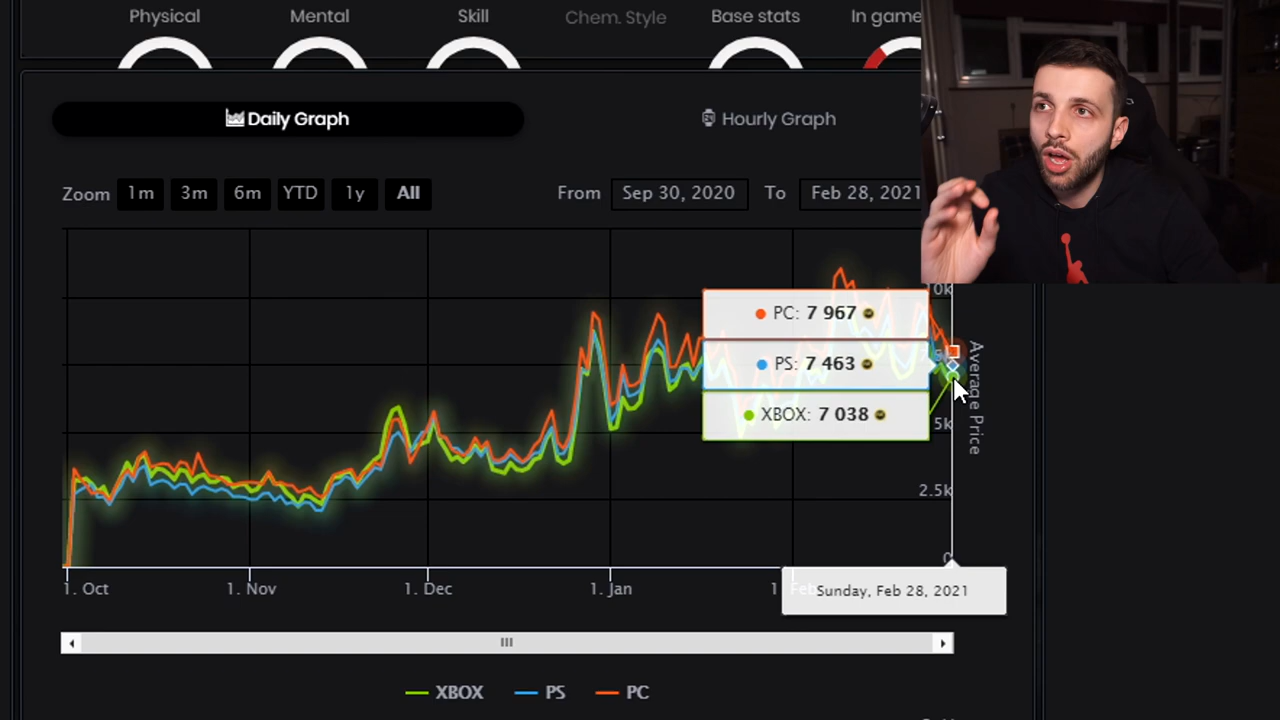 Physical Mental Skill Chem. Style Base stats In game
Daily Graph Hourly Graph
Zoom 1m 3m 6m YTD 1y All From Sep 30, 2020 To Feb 28, 2021
PC: 7 967
PS: 7 463
XBOX: 7 038
10k
5k
2.5k
0
Average Price
1. Oct 1. Nov 1. Dec 1. Jan 1. Feb
Sunday, Feb 28, 2021
XBOX PS PC